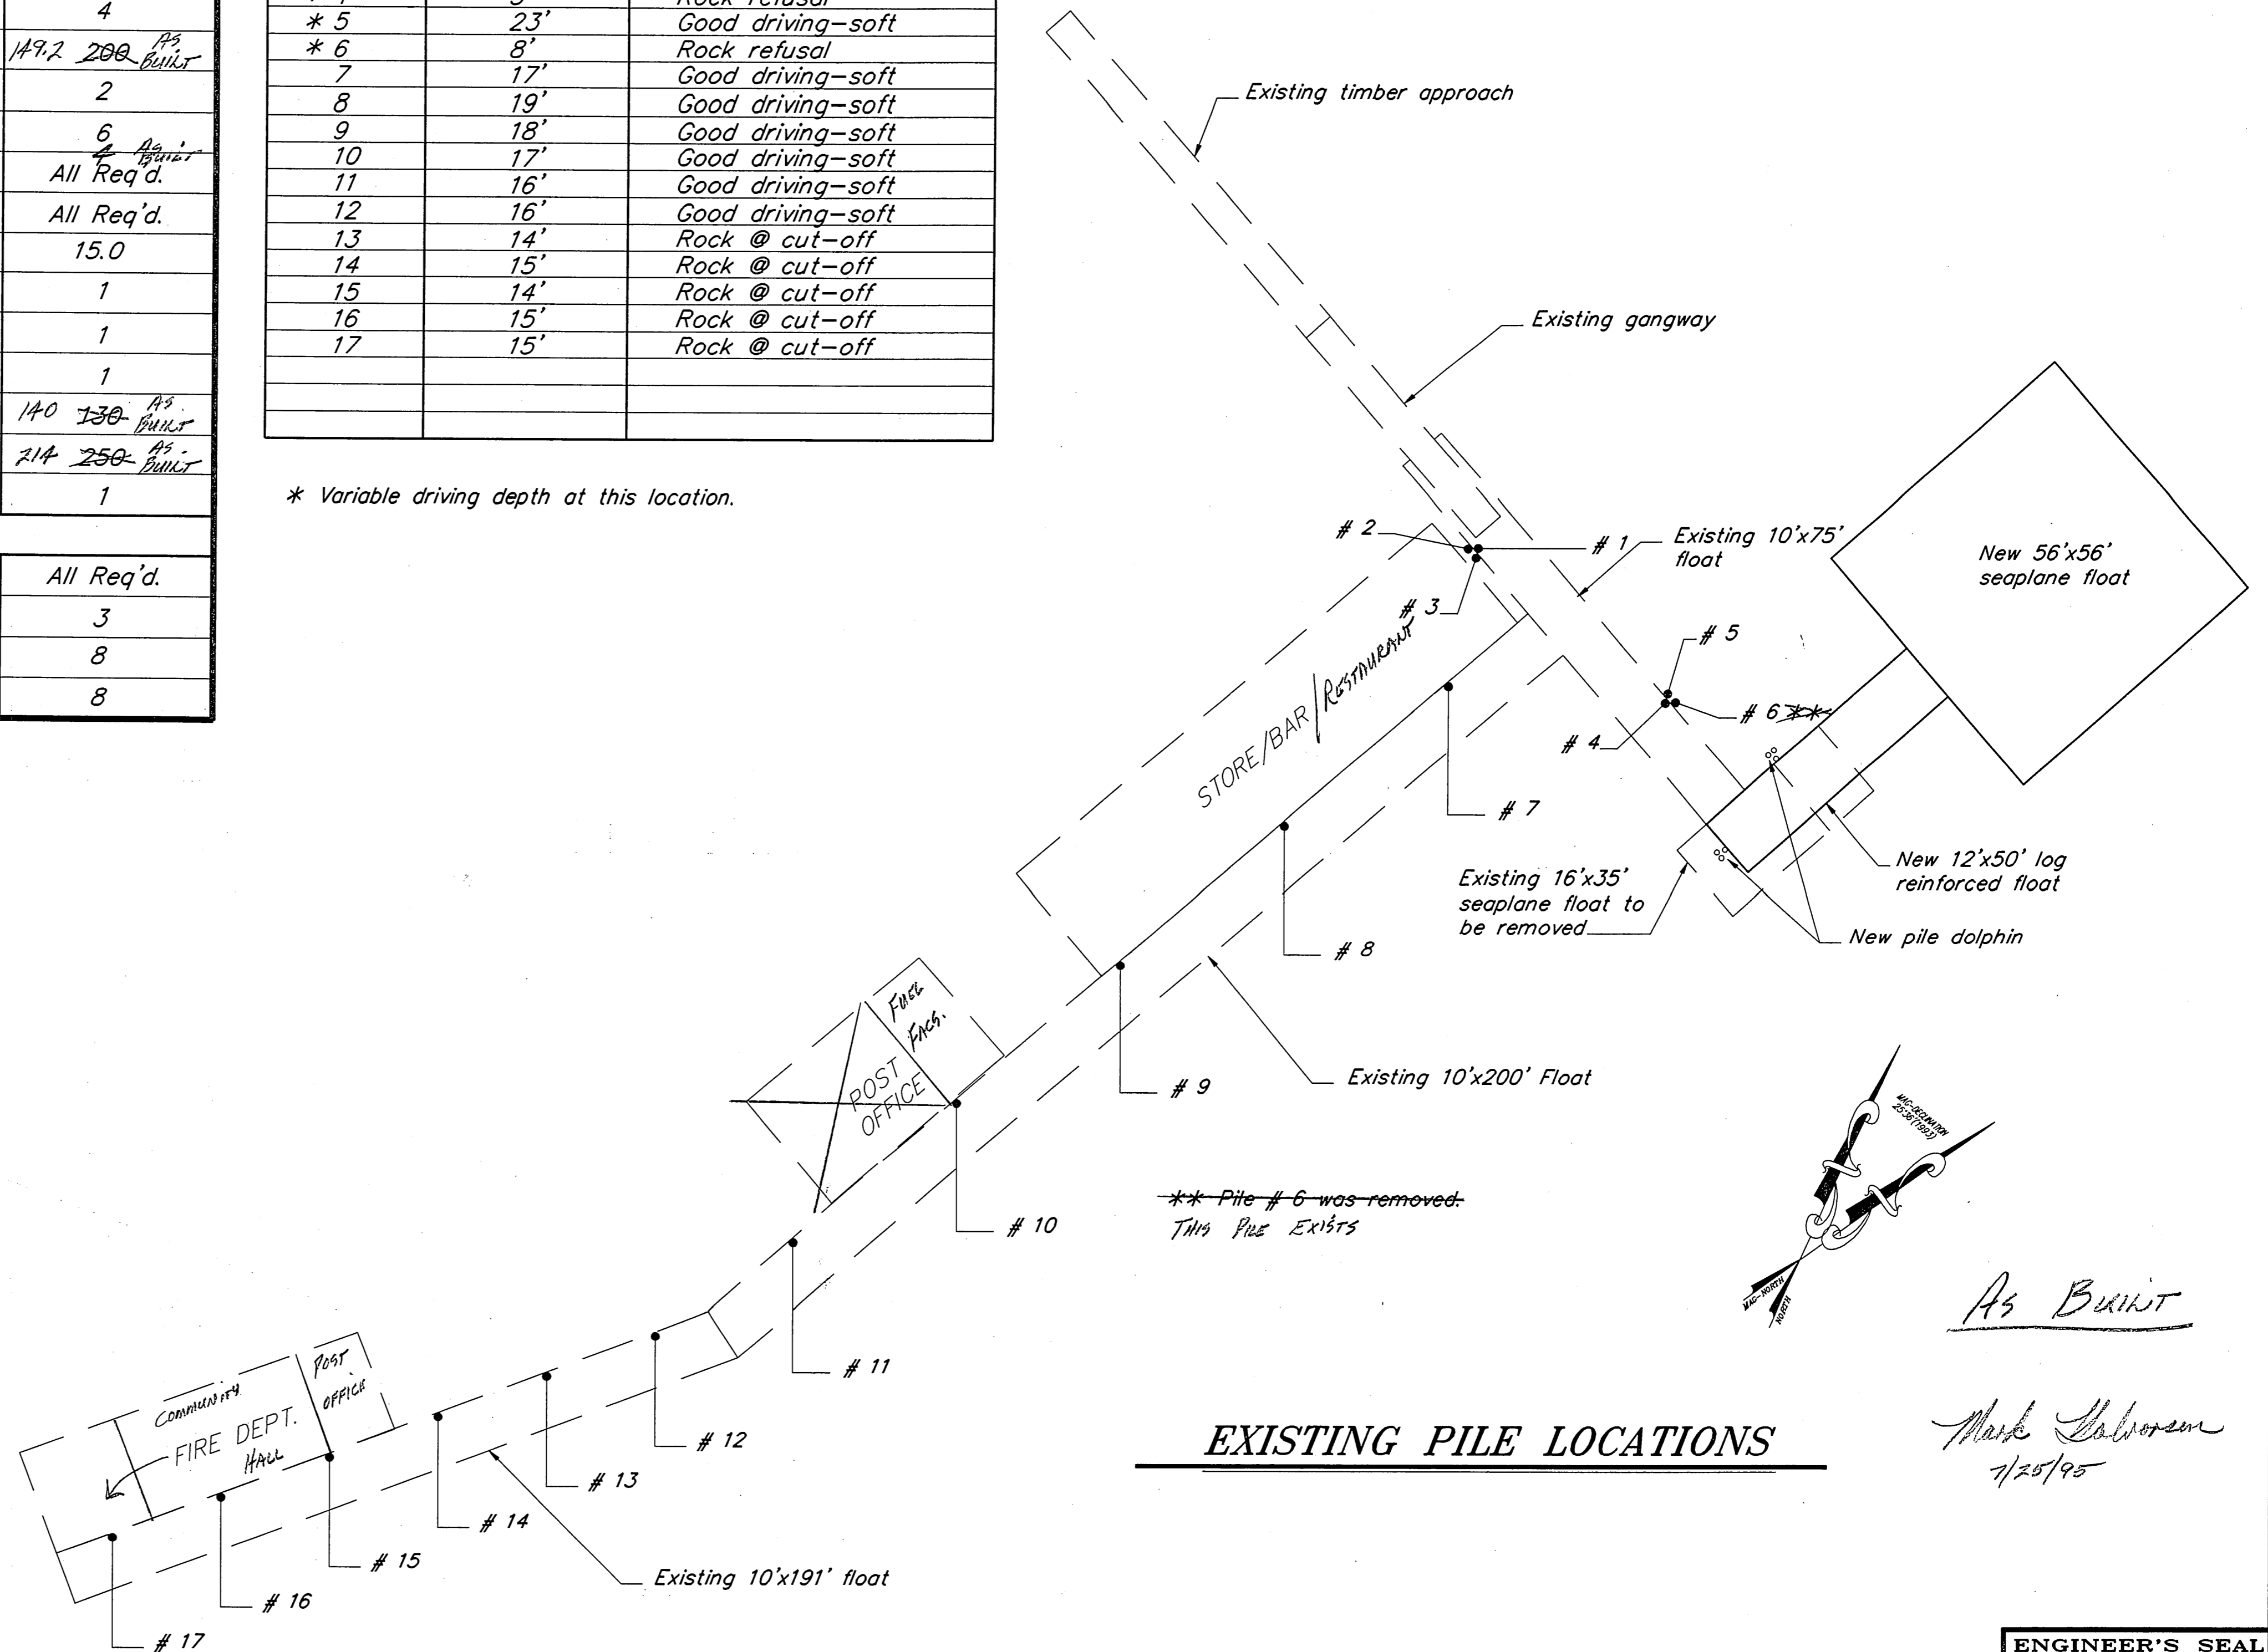 4
149.2 200 AS BUILT
2
6
4 AS BUILT
All Req'd.
All Req'd.
15.0
1
1
1
140 130 AS BUILT
214 250 AS BUILT
1
All Req'd.
3
8
8
Rock refusal
* 5 23' Good driving-soft
* 6 8' Rock refusal
7 17' Good driving-soft
8 19' Good driving-soft
9 18' Good driving-soft
10 17' Good driving-soft
11 16' Good driving-soft
12 16' Good driving-soft
13 14' Rock @ cut-off
14 15' Rock @ cut-off
15 14' Rock @ cut-off
16 15' Rock @ cut-off
17 15' Rock @ cut-off
* Variable driving depth at this location.
Existing timber approach
Existing gangway
# 2
# 1
Existing 10'x75'
float
New 56'x56'
seaplane float
# 3
# 5
# 6 **
# 4
STORE/BAR/RESTAURANT
# 7
# 8
Existing 16'x35'
seaplane float to
be removed
New 12'x50' log
reinforced float
New pile dolphin
FUEL
FACS.
POST
OFFICE
# 9
Existing 10'x200' Float
# 10
** Pile # 6 was removed.
THIS PILE EXISTS
MAG-DECLINATION
25°36'(1993)
MAG-NORTH
NORTH
AS BUILT
# 11
# 12
# 13
# 14
# 15
# 16
# 17
COMMUNITY
FIRE DEPT.
HALL
POST
OFFICE
Existing 10'x191' float
EXISTING PILE LOCATIONS
Mark Halvorsen
7/25/95
ENGINEER'S SEAL